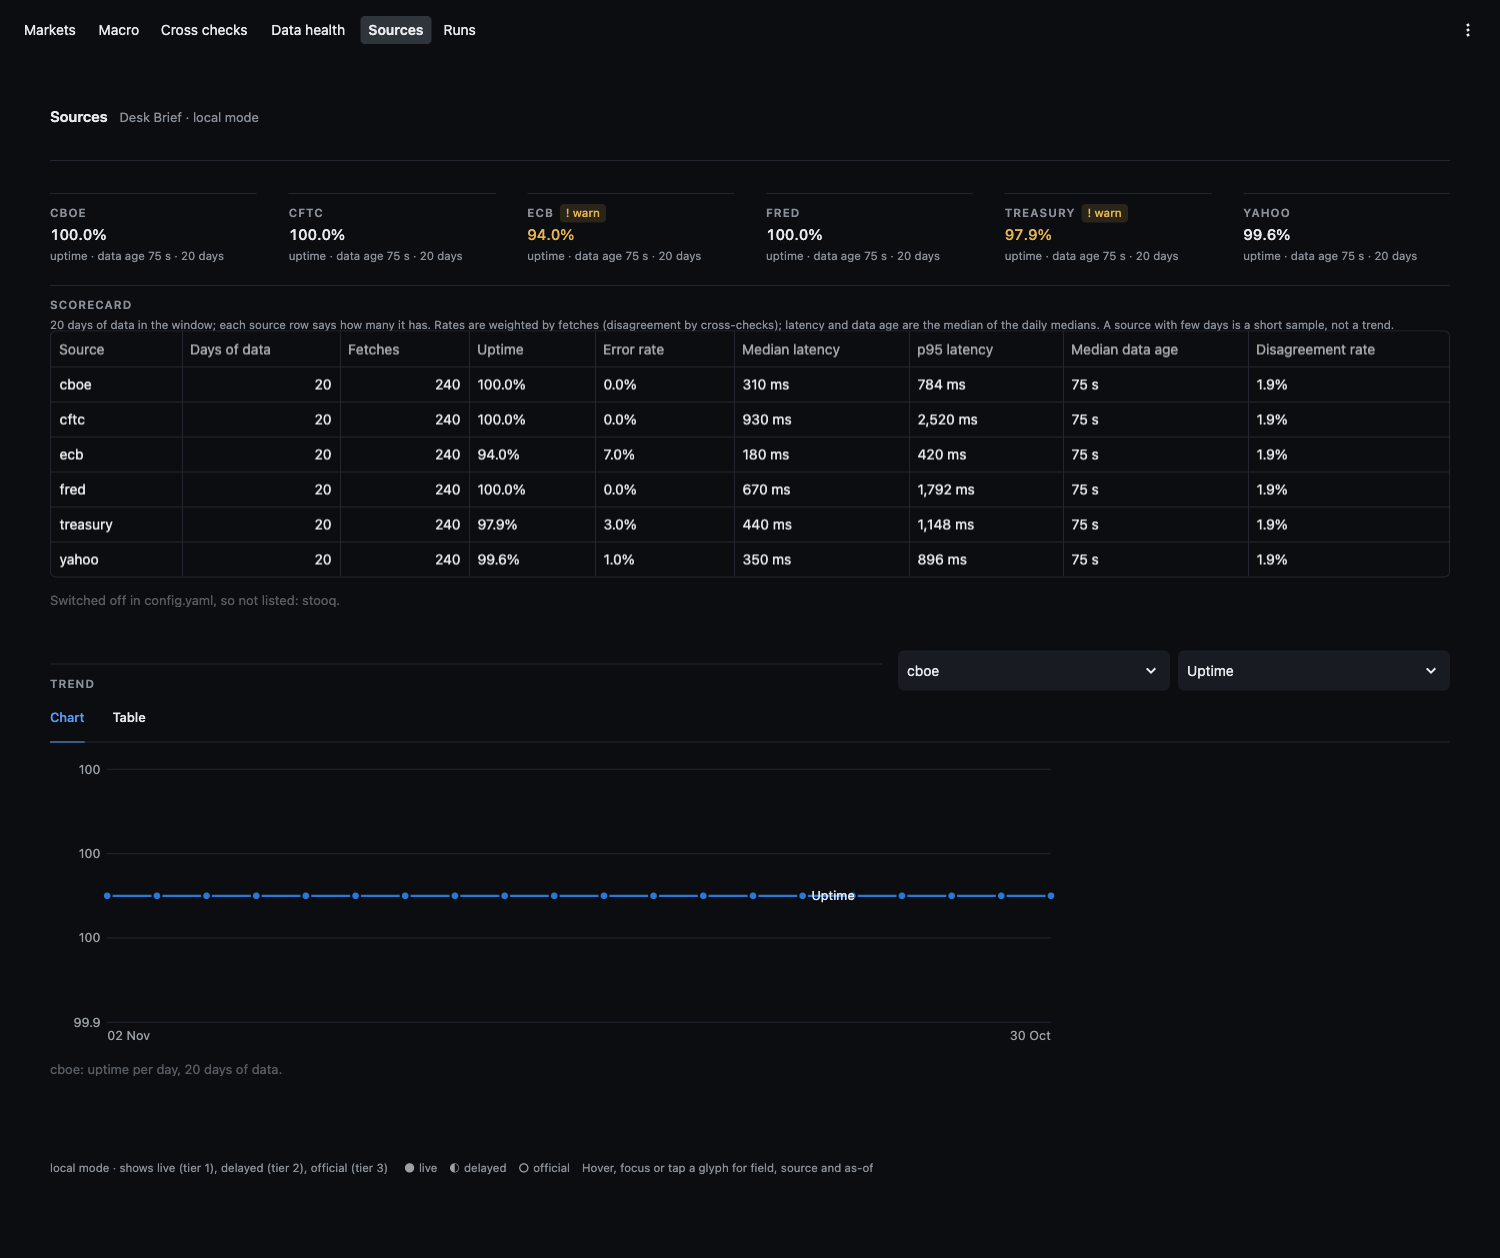 Markets Macro Cross checks Data health Sources Runs
Sources Desk Brief · local mode
CBOE CFTC ECB ! warn FRED TREASURY ! warn YAHOO
100.0% 100.0% 94.0% 100.0% 97.9% 99.6%
uptime · data age 75 s · 20 days uptime · data age 75 s · 20 days uptime · data age 75 s · 20 days uptime · data age 75 s · 20 days uptime · data age 75 s · 20 days uptime · data age 75 s · 20 days
SCORECARD
20 days of data in the window; each source row says how many it has. Rates are weighted by fetches (disagreement by cross-checks); latency and data age are the median of the daily medians. A source with few days is a short sample, not a trend.
Source Days of data Fetches Uptime Error rate Median latency p95 latency Median data age Disagreement rate
cboe 20 240 100.0% 0.0% 310 ms 784 ms 75 s 1.9%
cftc 20 240 100.0% 0.0% 930 ms 2,520 ms 75 s 1.9%
ecb 20 240 94.0% 7.0% 180 ms 420 ms 75 s 1.9%
fred 20 240 100.0% 0.0% 670 ms 1,792 ms 75 s 1.9%
treasury 20 240 97.9% 3.0% 440 ms 1,148 ms 75 s 1.9%
yahoo 20 240 99.6% 1.0% 350 ms 896 ms 75 s 1.9%
Switched off in config.yaml, so not listed: stooq.
TREND cboe Uptime
Chart Table
100
100
Uptime
100
99.9
02 Nov 30 Oct
cboe: uptime per day, 20 days of data.
local mode · shows live (tier 1), delayed (tier 2), official (tier 3) live delayed official Hover, focus or tap a glyph for field, source and as-of